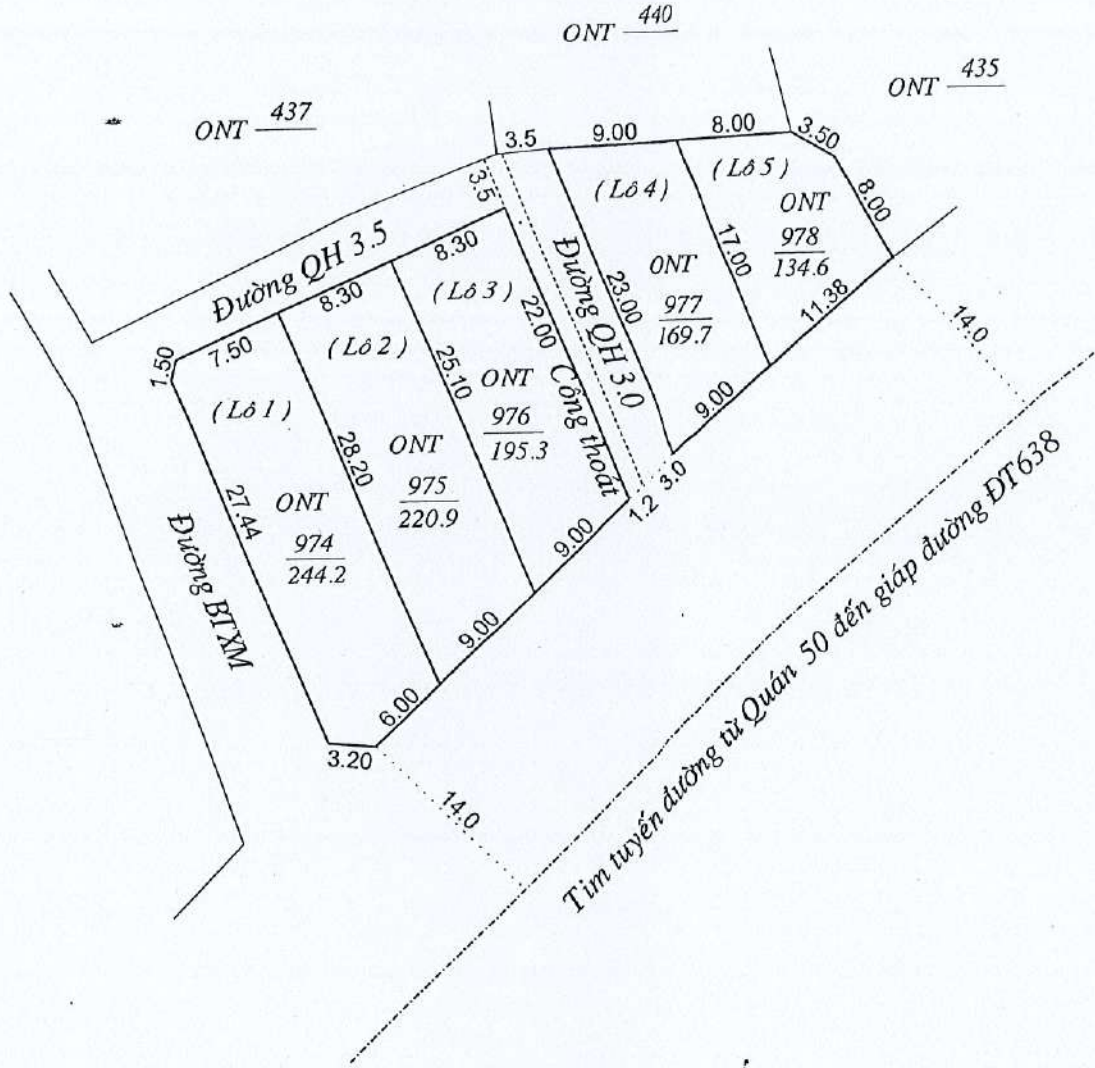 440
ONT
435
ONT
437
ONT
3.5
9.00
8.00
3.50
3.5
(Lô 4)
(Lô 5)
ONT
978
134.6
8.00
Đường QH 3.5
8.30
8.30
7.50
1.50
(Lô 3)
(Lô 2)
(Lô 1)
22.00
Cống thoát
Đường QH 3.0
23.00
ONT
977
169.7
17.00
11.38
14.0
25.10
ONT
976
195.3
9.00
3.0
1.2
28.20
ONT
975
220.9
9.00
27.44
ONT
974
244.2
9.00
6.00
3.20
14.0
Đường BTXM
Tim tuyến đường từ Quán 50 đến giáp đường ĐT638